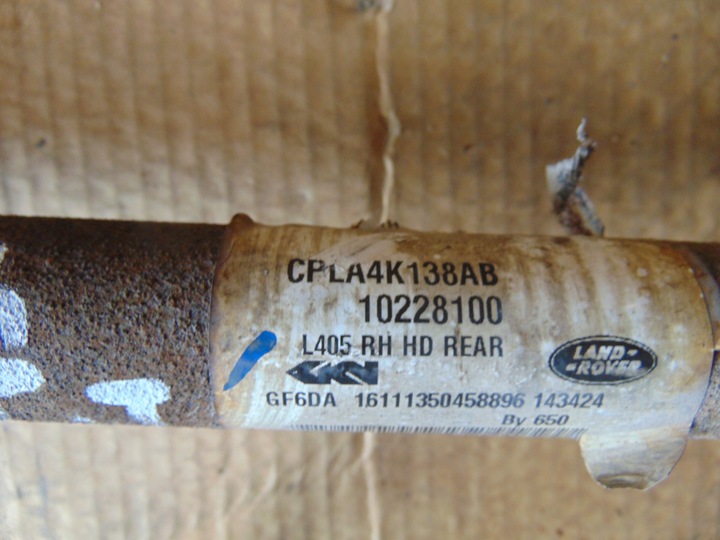 CPLA4K138AB
10228100
L405 RH HD REAR
GKN
LAND-
-ROVER
GF6DA 16111350458896 143424
By 650